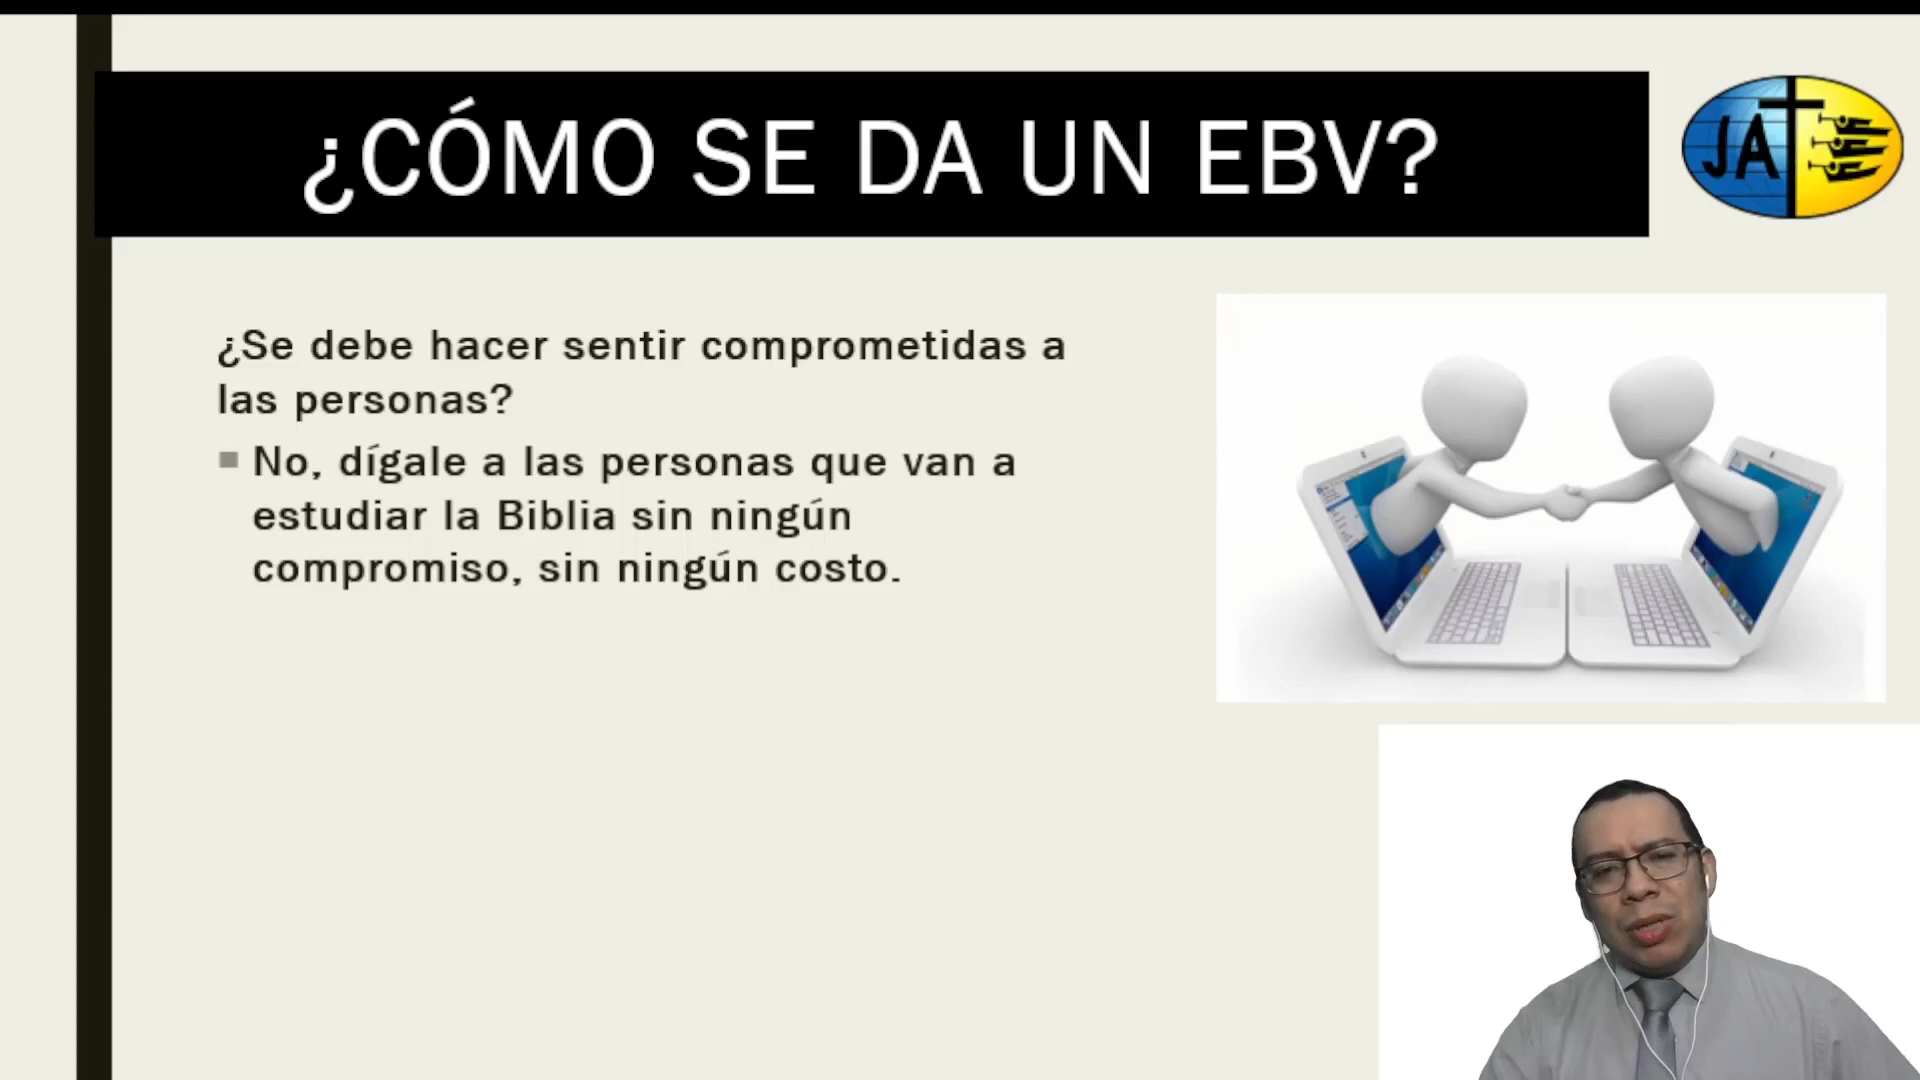 ¿CÓMO SE DA UN EBV?
JA
¿Se debe hacer sentir comprometidas a
las personas?
No, dígale a las personas que van a
estudiar la Biblia sin ningún
compromiso, sin ningún costo.